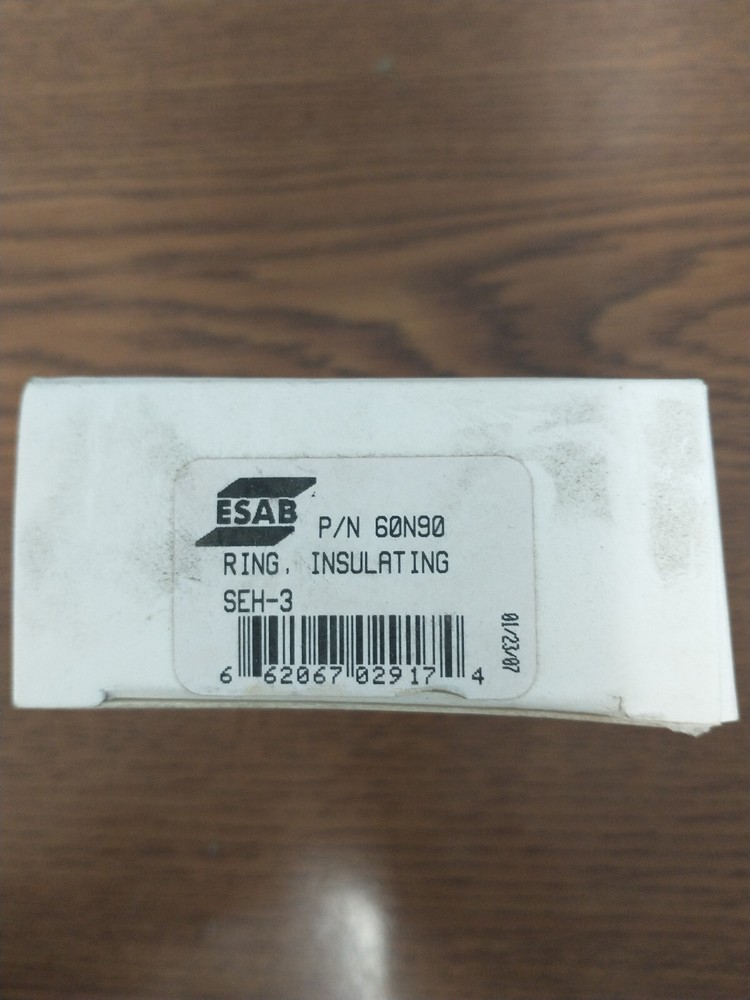 ESAB P/N 60N90
RING, INSULATING
SEH-3
6 62067 02917 4
01/23/07